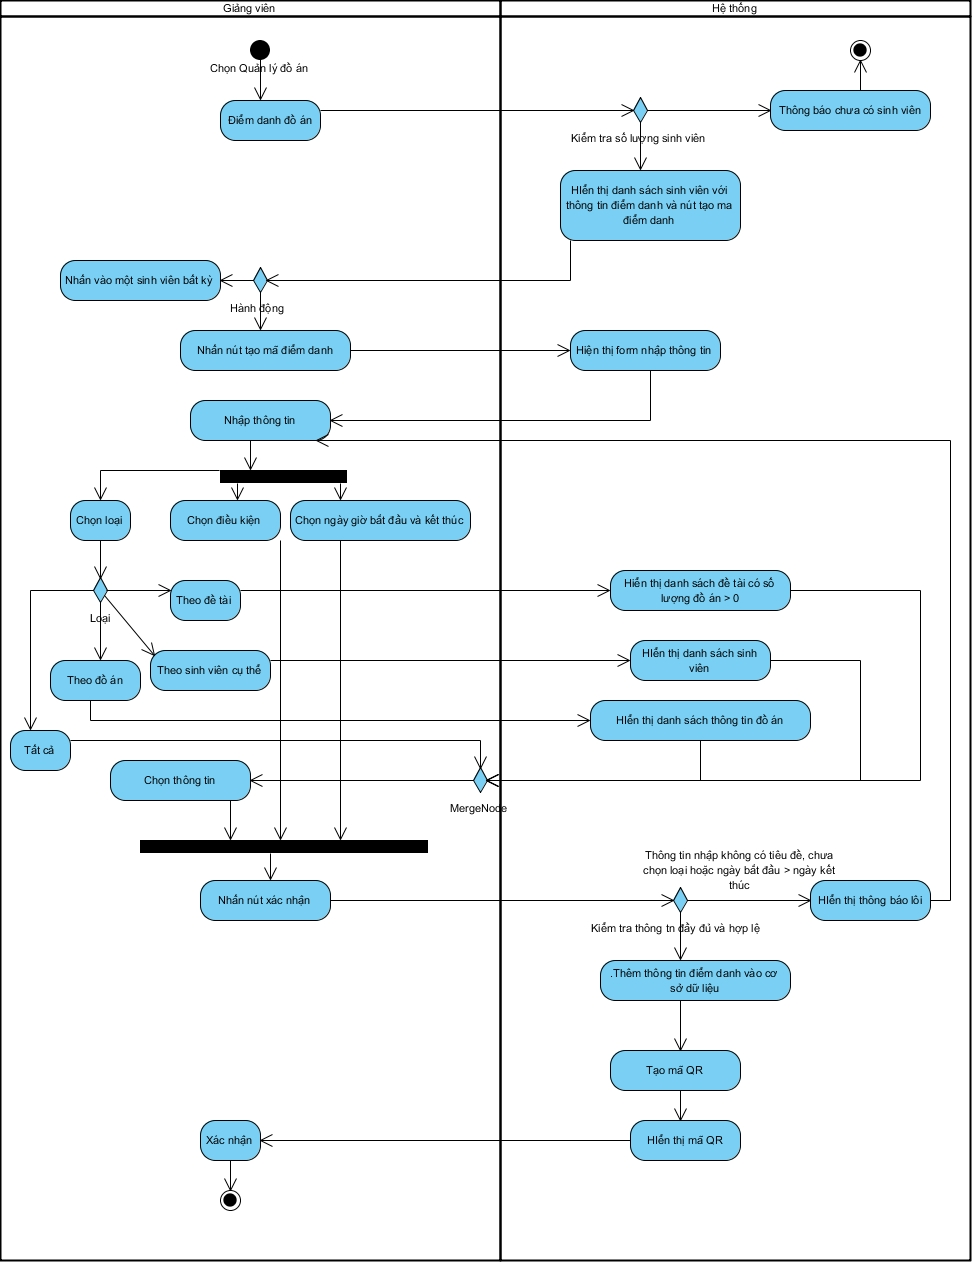 Giảng viên
Hệ thống
Chọn Quản lý đồ án
Điểm danh đồ án
Thông báo chưa có sinh viên
Kiểm tra số lượng sinh viên
Hiển thị danh sách sinh viên với
thông tin điểm danh và nút tạo ma
điểm danh
Nhấn vào một sinh viên bất kỳ
Hành động
Nhấn nút tạo mã điểm danh
Hiện thị form nhập thông tin
Nhập thông tin
Chọn loại
Chọn điều kiện
Chọn ngày giờ bắt đầu và kết thúc
Theo đề tài
Hiển thị danh sách đề tài có số
lượng đồ án > 0
Loại
Theo đồ án
Theo sinh viên cụ thể
Hiển thị danh sách sinh
viên
Hiển thị danh sách thông tin đồ án
Tất cả
Chọn thông tin
MergeNode
Thông tin nhập không có tiêu đề, chưa
chọn loại hoặc ngày bắt đầu > ngày kết
thúc
Nhấn nút xác nhận
Hiển thị thông báo lỗi
Kiểm tra thông tn đầy đủ và hợp lệ
.Thêm thông tin điểm danh vào cơ
sở dữ liệu
Tạo mã QR
Xác nhận
Hiển thị mã QR